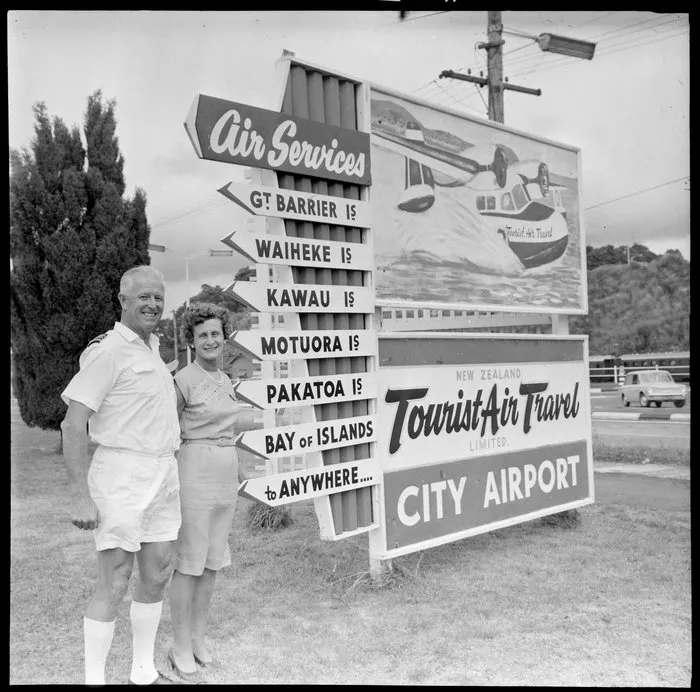 Air Services
GT BARRIER IS
WAIHEKE IS
KAWAU IS
MOTUORA IS
PAKATOA IS
BAY OF ISLANDS
to ANYWHERE....
Tourist Air Travel
NEW ZEALAND
Tourist Air Travel
LIMITED.
CITY AIRPORT